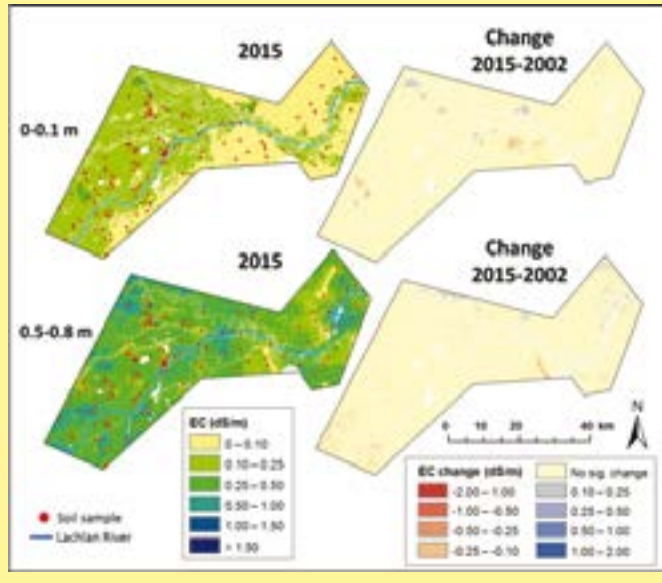 2015
Change
2015-2002
0-0.1 m
2015
Change
2015-2002
0.5-0.8 m
N
0 10 20 40 km
EC (dS/m)
0 – 0.10
0.10 – 0.25
0.25 – 0.50
0.50 – 1.00
1.00 – 1.50
> 1.50
Soil sample
Lachlan River
EC change (dS/m)
-2.00 – 1.00
-1.00 – -0.50
-0.50 – -0.25
-0.25 – -0.10
No sig. change
0.10 – 0.25
0.25 – 0.50
0.50 – 1.00
1.00 – 2.00